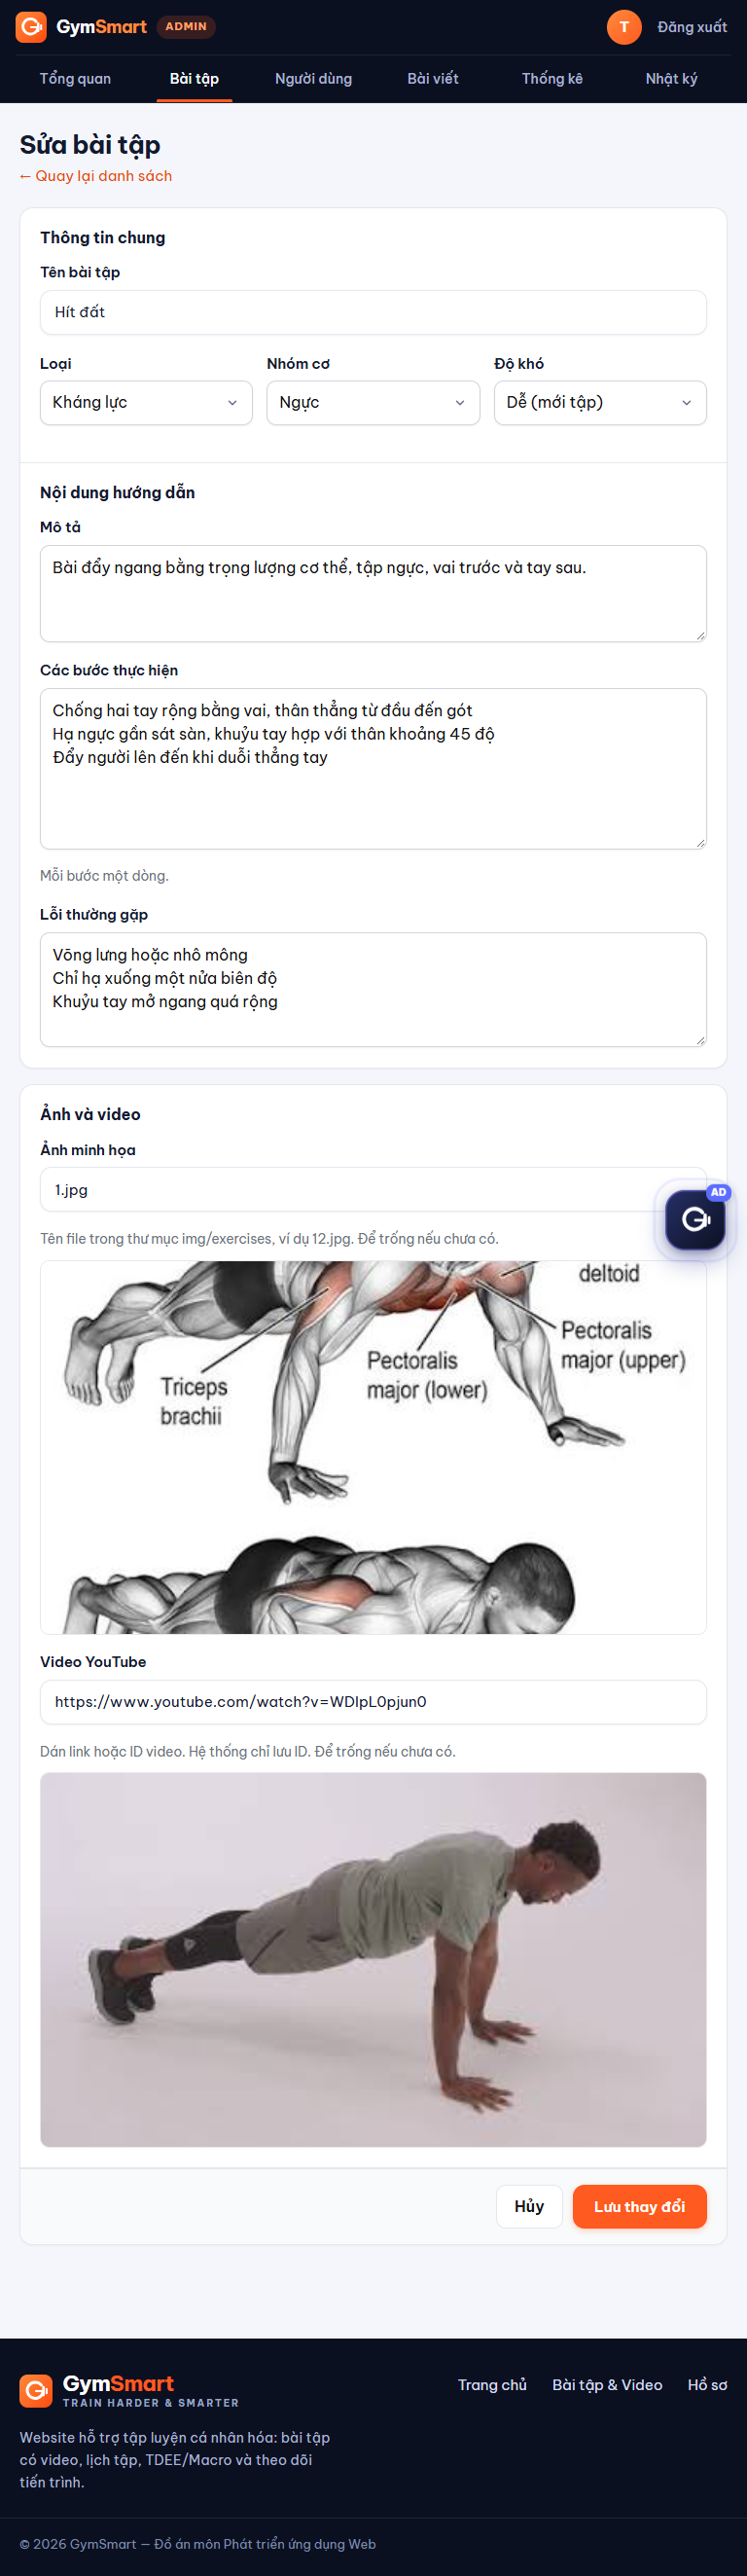 GymSmart ADMIN
T Đăng xuất
Tổng quan Bài tập Người dùng Bài viết Thống kê Nhật ký
Sửa bài tập
← Quay lại danh sách
Thông tin chung
Tên bài tập
Hít đất
Loại Nhóm cơ Độ khó
Kháng lực Ngực Dễ (mới tập)
Nội dung hướng dẫn
Mô tả
Bài đẩy ngang bằng trọng lượng cơ thể, tập ngực, vai trước và tay sau.
Các bước thực hiện
Chống hai tay rộng bằng vai, thân thẳng từ đầu đến gót
Hạ ngực gần sát sàn, khuỷu tay hợp với thân khoảng 45 độ
Đẩy người lên đến khi duỗi thẳng tay
Mỗi bước một dòng.
Lỗi thường gặp
Võng lưng hoặc nhô mông
Chỉ hạ xuống một nửa biên độ
Khuỷu tay mở ngang quá rộng
Ảnh và video
Ảnh minh họa
1.jpg
AD
Tên file trong thư mục img/exercises, ví dụ 12.jpg. Để trống nếu chưa có.
deltoid
Pectoralis
major (upper)
Pectoralis
major (lower)
Triceps
brachii
Video YouTube
https://www.youtube.com/watch?v=WDIpL0pjun0
Dán link hoặc ID video. Hệ thống chỉ lưu ID. Để trống nếu chưa có.
Hủy Lưu thay đổi
GymSmart
TRAIN HARDER & SMARTER
Trang chủ Bài tập & Video Hồ sơ
Website hỗ trợ tập luyện cá nhân hóa: bài tập
có video, lịch tập, TDEE/Macro và theo dõi
tiến trình.
© 2026 GymSmart — Đồ án môn Phát triển ứng dụng Web